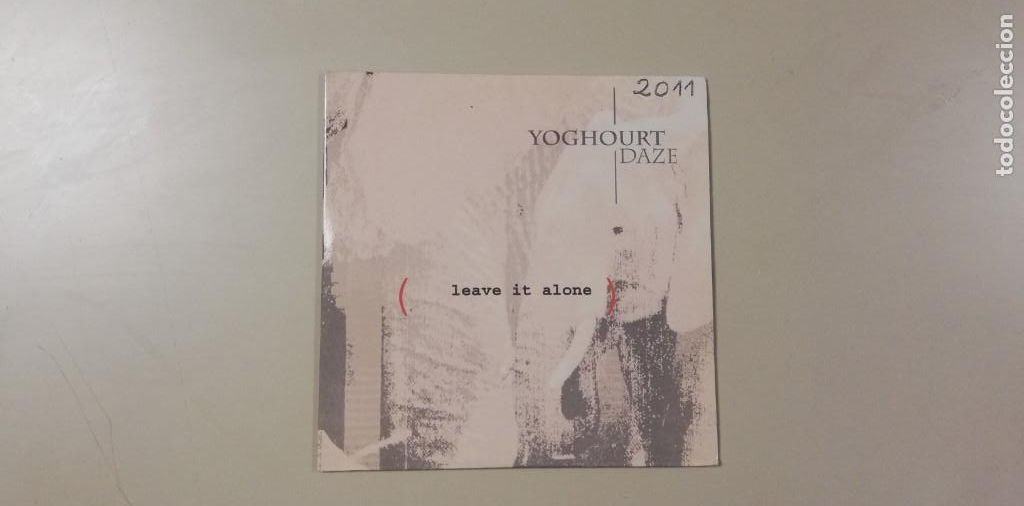 2011
YOGHOURT
DAZE
( leave it alone )
todocoleccion